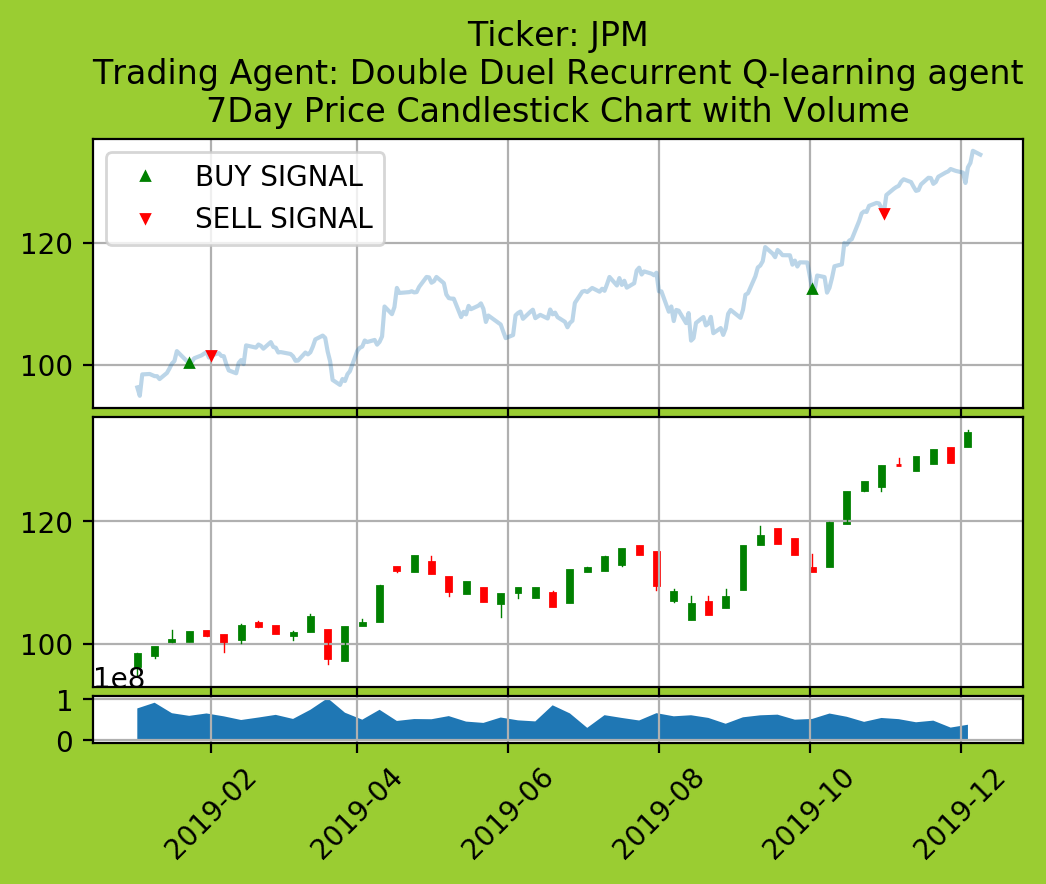 Ticker: JPM
Trading Agent: Double Duel Recurrent Q-learning agent
7Day Price Candlestick Chart with Volume
BUY SIGNAL
SELL SIGNAL
120
100
120
100
1e8
1
0
2019-02
2019-04
2019-06
2019-08
2019-10
2019-12